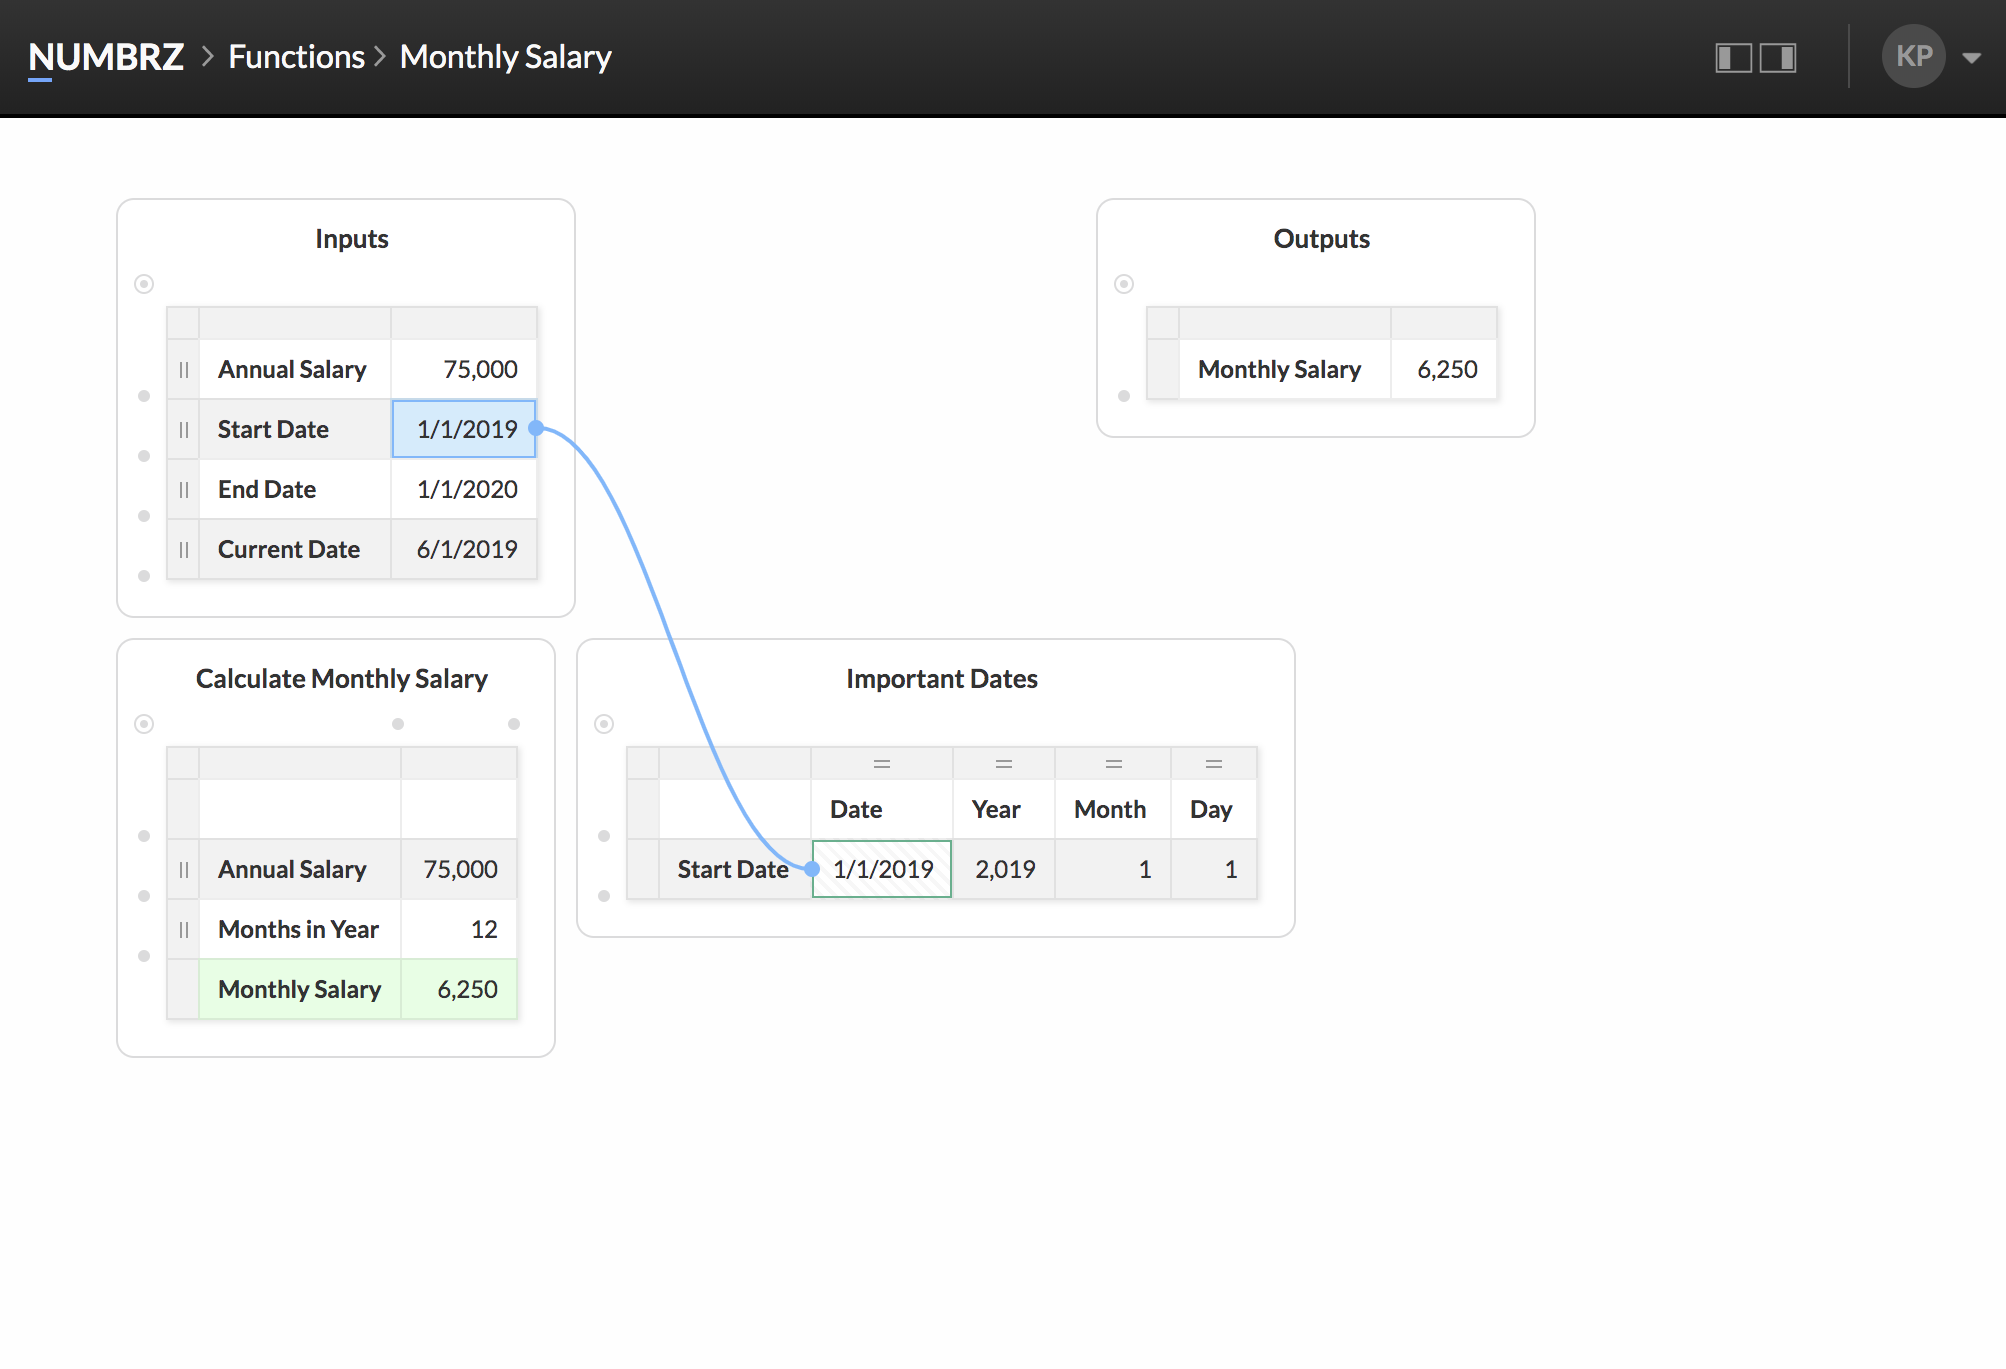 NUMBRZ > Functions > Monthly Salary
KP
Inputs
Annual Salary 75,000
Start Date 1/1/2019
End Date 1/1/2020
Current Date 6/1/2019
Outputs
Monthly Salary 6,250
Calculate Monthly Salary
Annual Salary 75,000
Months in Year 12
Monthly Salary 6,250
Important Dates
Date Year Month Day
Start Date 1/1/2019 2,019 1 1